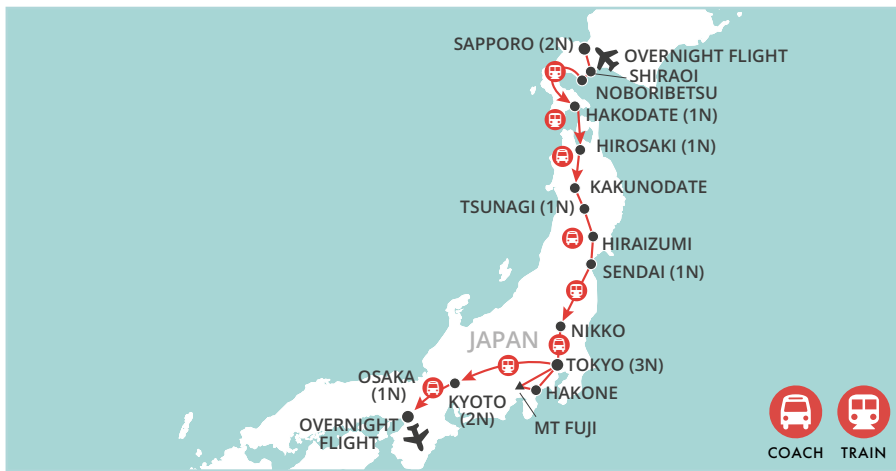 SAPPORO (2N)
OVERNIGHT FLIGHT
SHIRAOI
NOBORIBETSU
HAKODATE (1N)
HIROSAKI (1N)
KAKUNODATE
TSUNAGI (1N)
HIRAIZUMI
SENDAI (1N)
NIKKO
JAPAN
TOKYO (3N)
HAKONE
MT FUJI
OSAKA
(1N)
KYOTO
(2N)
OVERNIGHT
FLIGHT
COACH
TRAIN